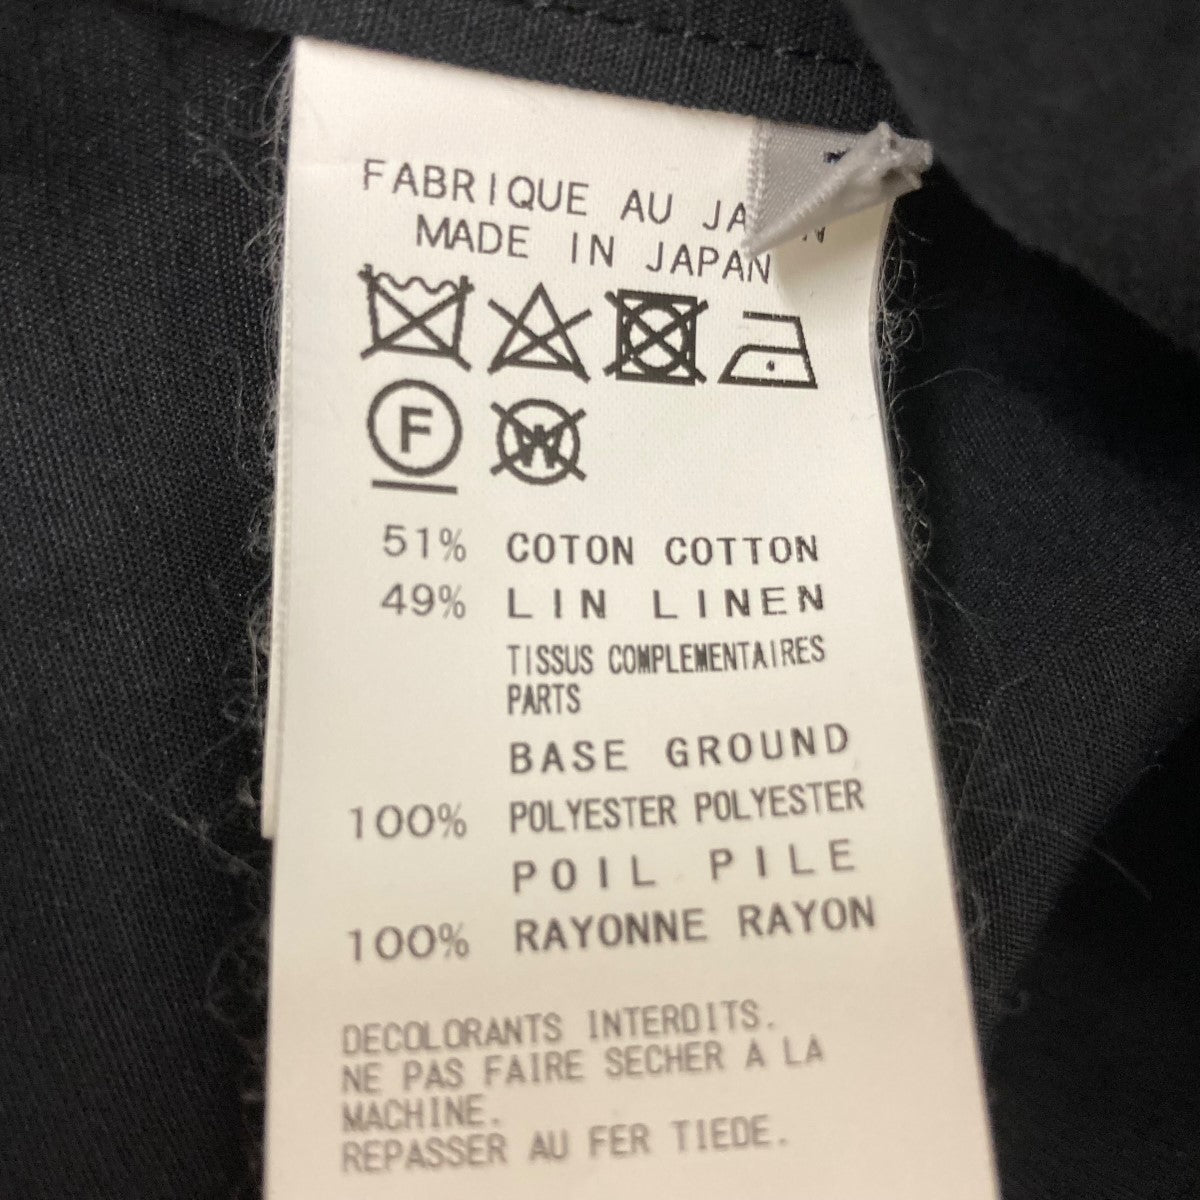 FABRIQUE AU
MADE IN JAPAN
F
W
51% COTON COTTON
49% LIN LINEN
TISSUS COMPLEMENTAIRES
PARTS
BASE GROUND
100% POLYESTER POLYESTER
POIL PILE
100% RAYONNE RAYON
DECOLORANTS INTERDITS.
NE PAS FAIRE SECHER A LA
MACHINE.
REPASSER AU FER TIEDE.